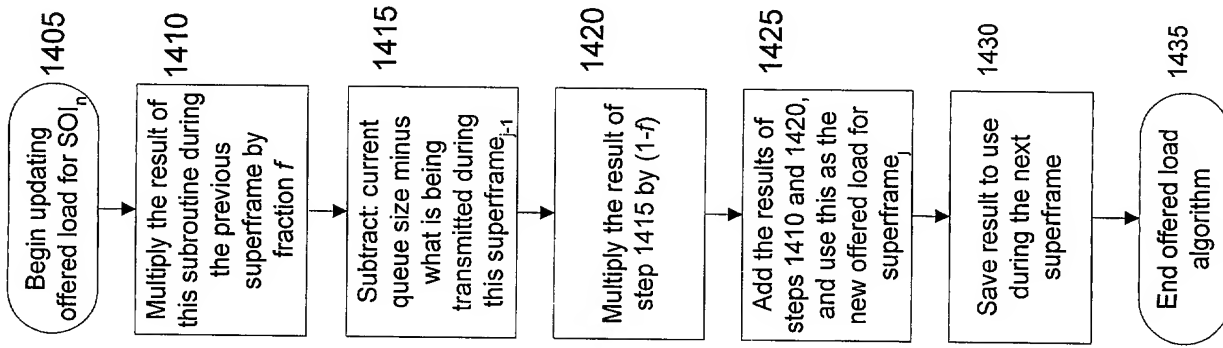 1405
Begin updating
offered load for SOI_n
1410
Multiply the result of
this subroutine during
the previous
superframe by
fraction f
1415
Subtract: current
queue size minus
what is being
transmitted during
this superframe_j-1
1420
Multiply the result of
step 1415 by (1-f)
1425
Add the results of
steps 1410 and 1420,
and use this as the
new offered load for
superframe_j
1430
Save result to use
during the next
superframe
1435
End offered load
algorithm